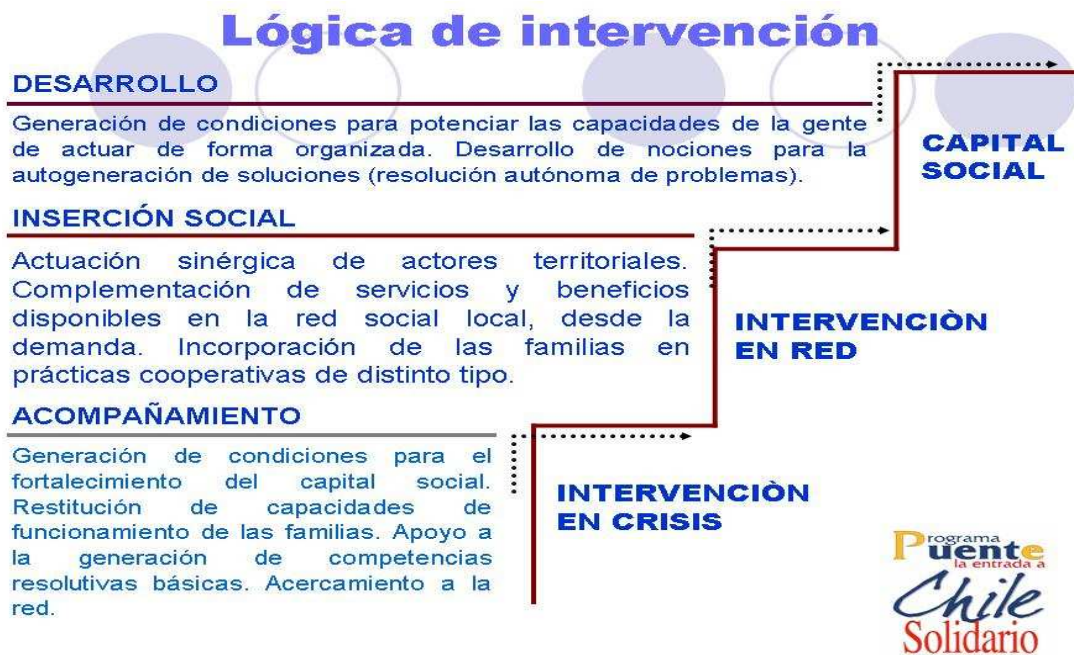 Lógica de intervención
DESARROLLO
Generación de condiciones para potenciar las capacidades de la gente
de actuar de forma organizada. Desarrollo de nociones para la
autogeneración de soluciones (resolución autónoma de problemas).
CAPITAL
SOCIAL
INSERCIÓN SOCIAL
Actuación sinérgica de actores territoriales.
Complementación de servicios y beneficios
disponibles en la red social local, desde la
demanda. Incorporación de las familias en
prácticas cooperativas de distinto tipo.
INTERVENCIÒN
EN RED
ACOMPAÑAMIENTO
Generación de condiciones para el
fortalecimiento del capital social.
Restitución de capacidades de
funcionamiento de las familias. Apoyo a
la generación de competencias
resolutivas básicas. Acercamiento a la
red.
INTERVENCIÒN
EN CRISIS
Programa
Puente
la entrada a
Chile
Solidario